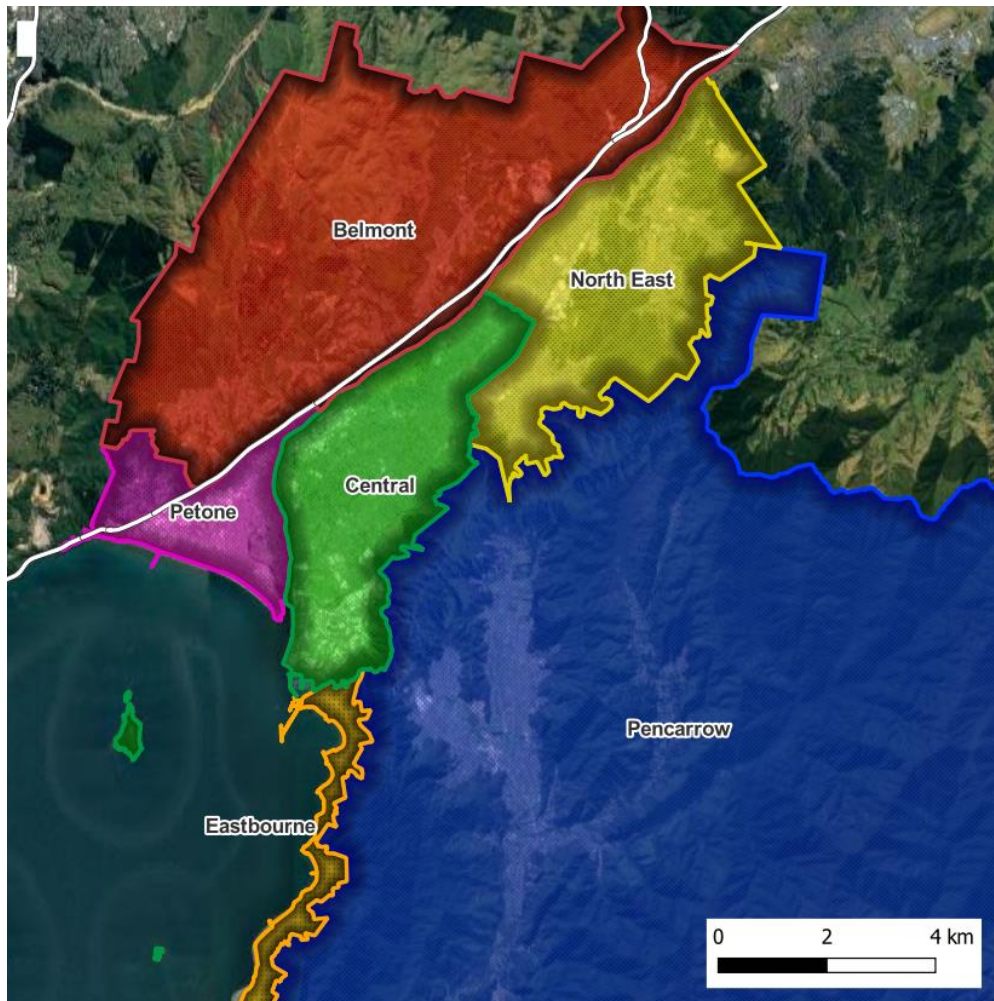 Belmont
North East
Central
Petone
Pencarrow
Eastbourne
0 2 4 km